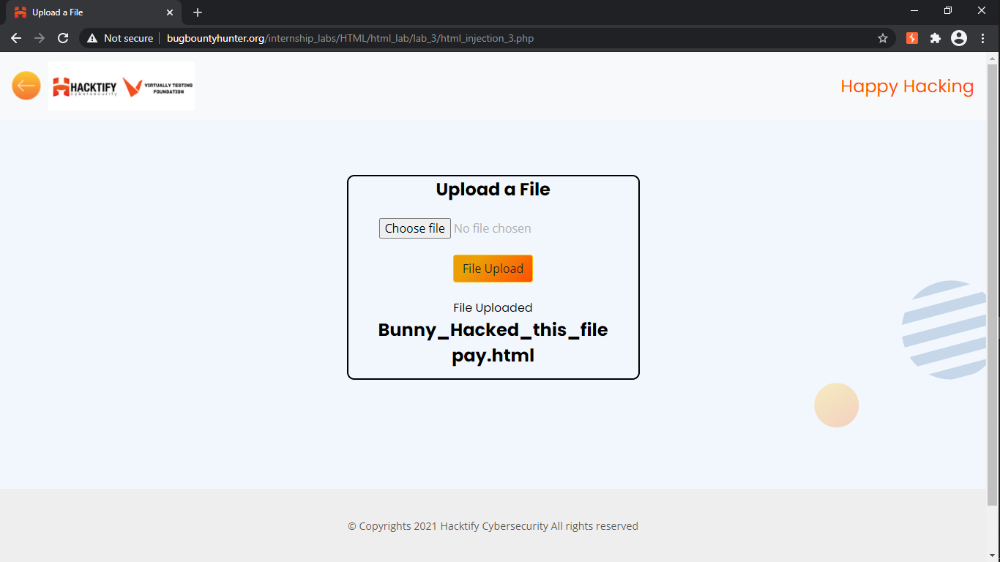 Upload a File
Not secure
bugbountyhunter.org/internship_labs/HTML/html_lab/lab_3/html_injection_3.php
HACKTIFY
cybersecurity
VIRTUALLY TESTING
FOUNDATION
Happy Hacking
Upload a File
Choose file No file chosen
File Upload
File Uploaded
Bunny_Hacked_this_file
pay.html
© Copyrights 2021 Hacktify Cybersecurity All rights reserved